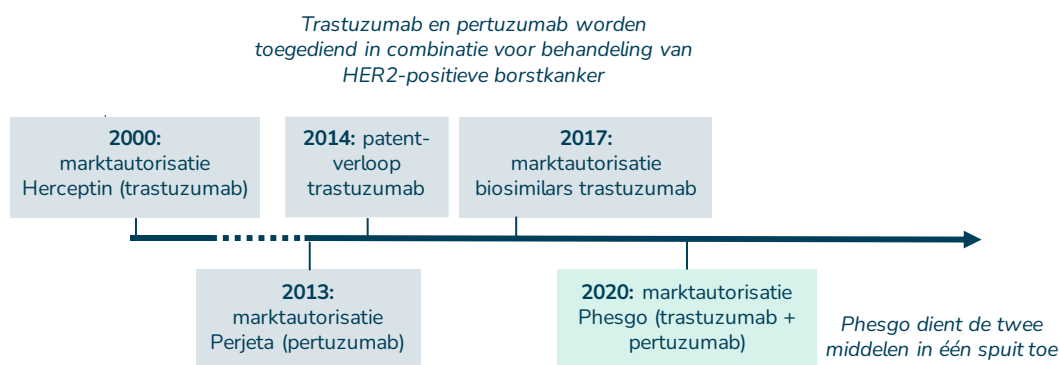 Trastuzumab en pertuzumab worden
toegediend in combinatie voor behandeling van
HER2-positieve borstkanker
2000:
marktautorisatie
Herceptin (trastuzumab)
2014: patent-
verloop
trastuzumab
2017:
marktautorisatie
biosimilars trastuzumab
2013:
marktautorisatie
Perjeta (pertuzumab)
2020: marktautorisatie
Phesgo (trastuzumab +
pertuzumab)
Phesgo dient de twee
middelen in één spuit toe